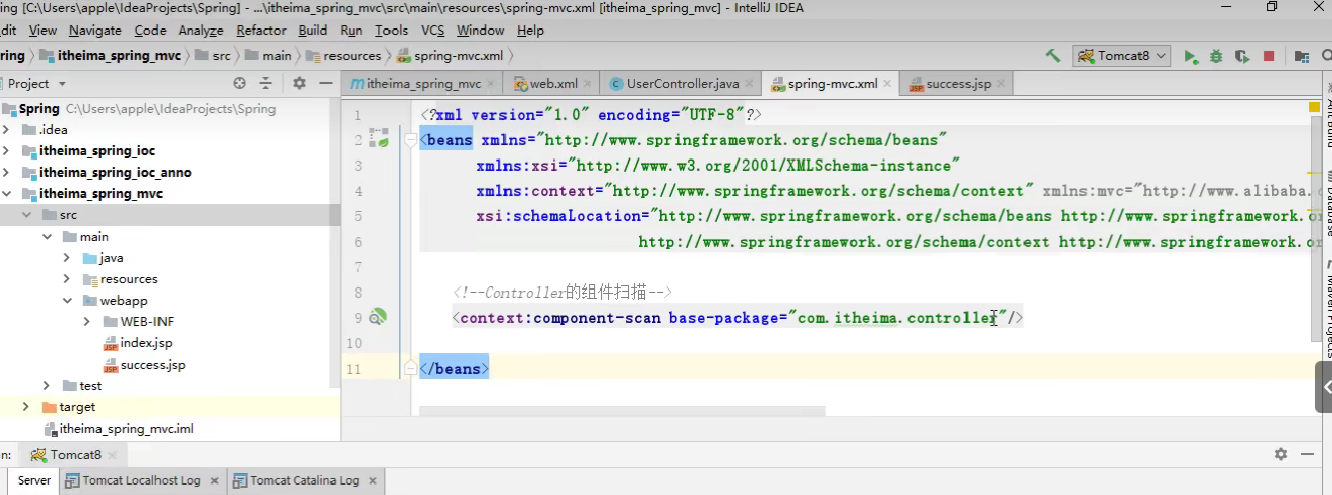 ing [C:\Users\apple\IdeaProjects\Spring] - ...\itheima_spring_mvc\src\main\resources\spring-mvc.xml [itheima_spring_mvc] - IntelliJ IDEA
dit View Navigate Code Analyze Refactor Build Run Tools VCS Window Help
ring itheima_spring_mvc src main resources spring-mvc.xml Tomcat8
Project itheima_spring_mvc web.xml UserController.java spring-mvc.xml success.jsp
Spring C:\Users\apple\IdeaProjects\Spring
.idea
itheima_spring_ioc
itheima_spring_ioc_anno
itheima_spring_mvc
src
main
java
resources
webapp
WEB-INF
index.jsp
success.jsp
test
target
itheima_spring_mvc.iml
1 <?xml version="1.0" encoding="UTF-8"?>
2 <beans xmlns="http://www.springframework.org/schema/beans"
3 xmlns:xsi="http://www.w3.org/2001/XMLSchema-instance"
4 xmlns:context="http://www.springframework.org/schema/context" xmlns:mvc="http://www.alibaba.
5 xsi:schemaLocation="http://www.springframework.org/schema/beans http://www.springframework.o
6 http://www.springframework.org/schema/context http://www.springframework.o
7
8 <!--Controller的组件扫描-->
9 <context:component-scan base-package="com.itheima.controller"/>
10
11 </beans>
n: Tomcat8
Server Tomcat Localhost Log Tomcat Catalina Log